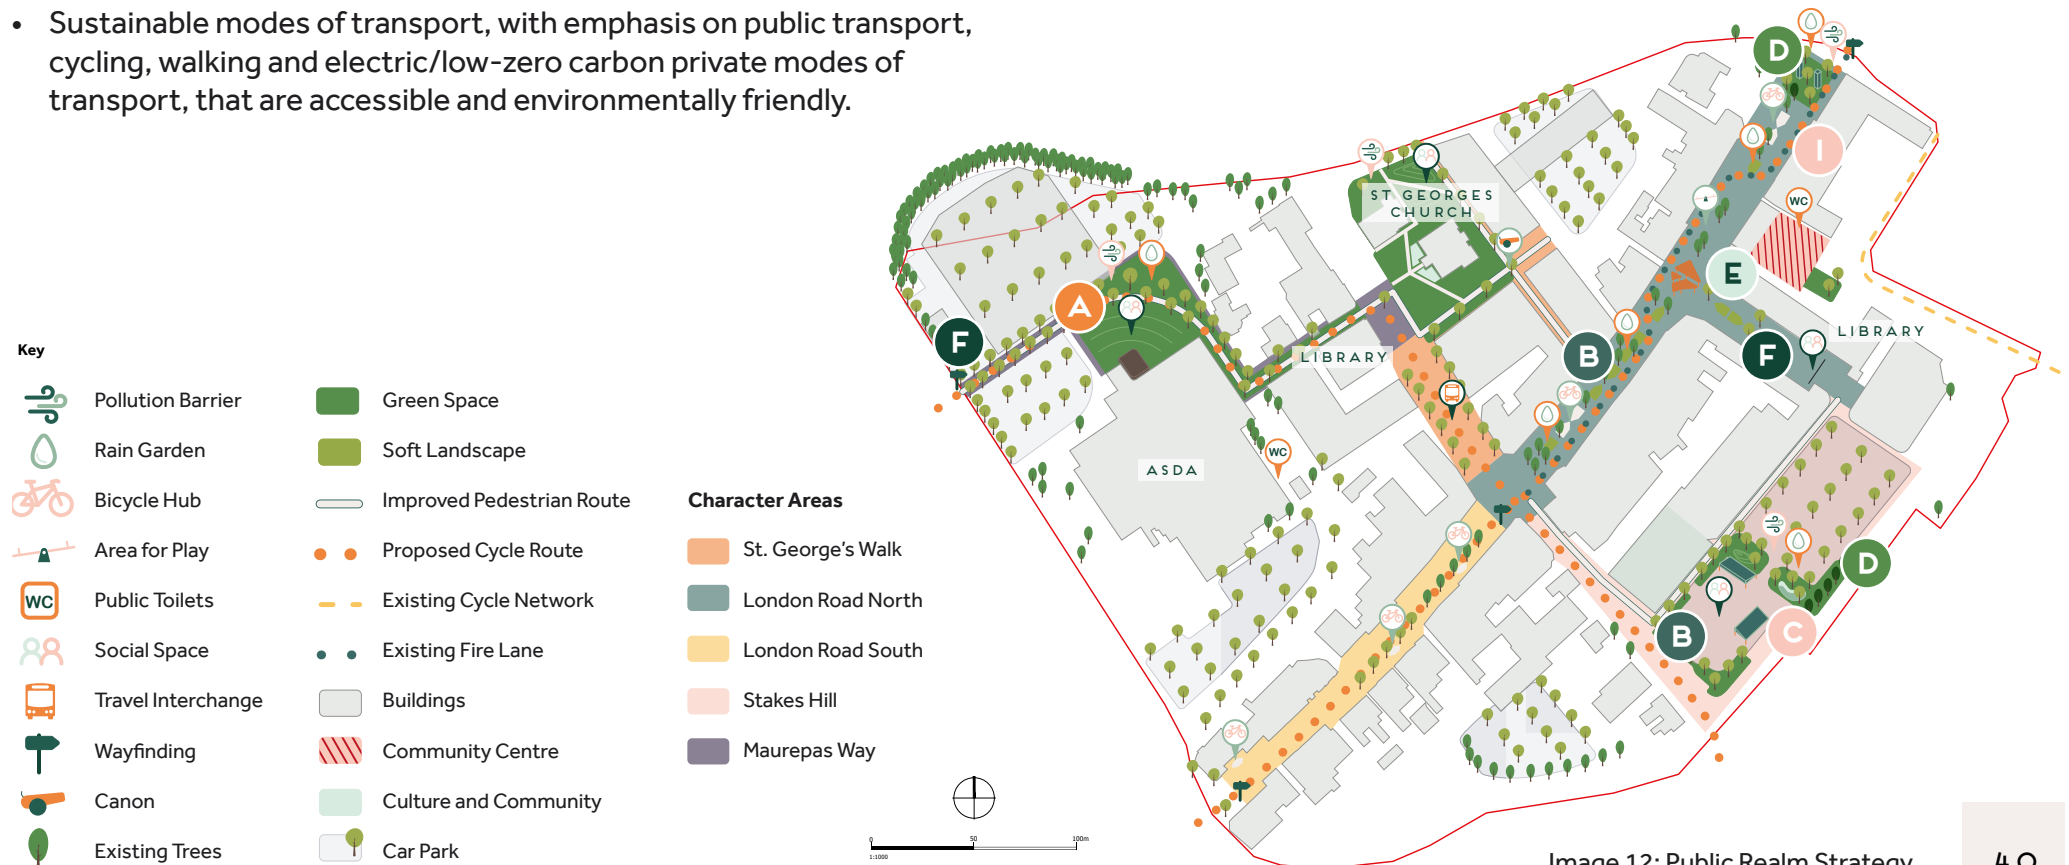 • Sustainable modes of transport, with emphasis on public transport,
cycling, walking and electric/low-zero carbon private modes of
transport, that are accessible and environmentally friendly.
Key
Pollution Barrier
Rain Garden
Bicycle Hub
Area for Play
WC
Public Toilets
Social Space
Travel Interchange
Wayfinding
Canon
Existing Trees
Green Space
Soft Landscape
Improved Pedestrian Route
Proposed Cycle Route
Existing Cycle Network
Existing Fire Lane
Buildings
Community Centre
Culture and Community
Car Park
Character Areas
St. George's Walk
London Road North
London Road South
Stakes Hill
Maurepas Way
D
I
ST GEORGES
CHURCH
WC
E
A
F
LIBRARY
B
F
LIBRARY
WC
ASDA
D
B
C
0 50 100m
1:1000
Image 12: Public Realm Strategy